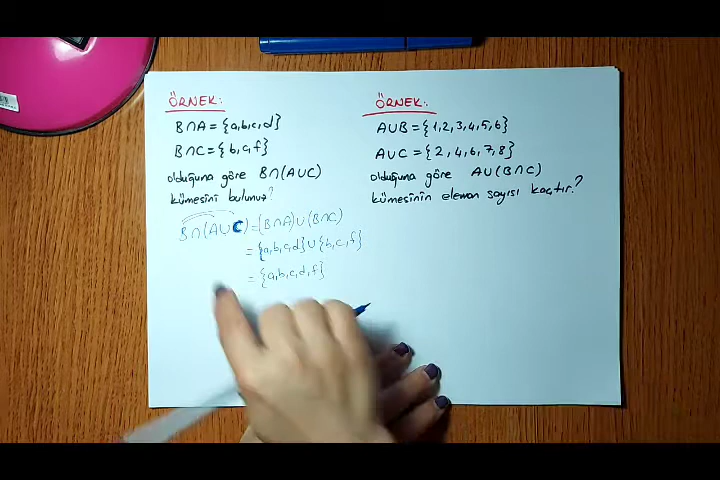 ÖRNEK:
B∩A = {a,b,c,d}
B∩C = {b,c,f}
olduğuna göre B∩(A∪C)
kümesini bulunuz?
B∩(A∪C) = (B∩A)∪(B∩C)
= {a,b,c,d}∪{b,c,f}
= {a,b,c,d,f}
ÖRNEK:
A∪B = {1,2,3,4,5,6}
A∪C = {2,4,6,7,8}
olduğuna göre A∪(B∩C)
kümesinin eleman sayısı kaçtır?